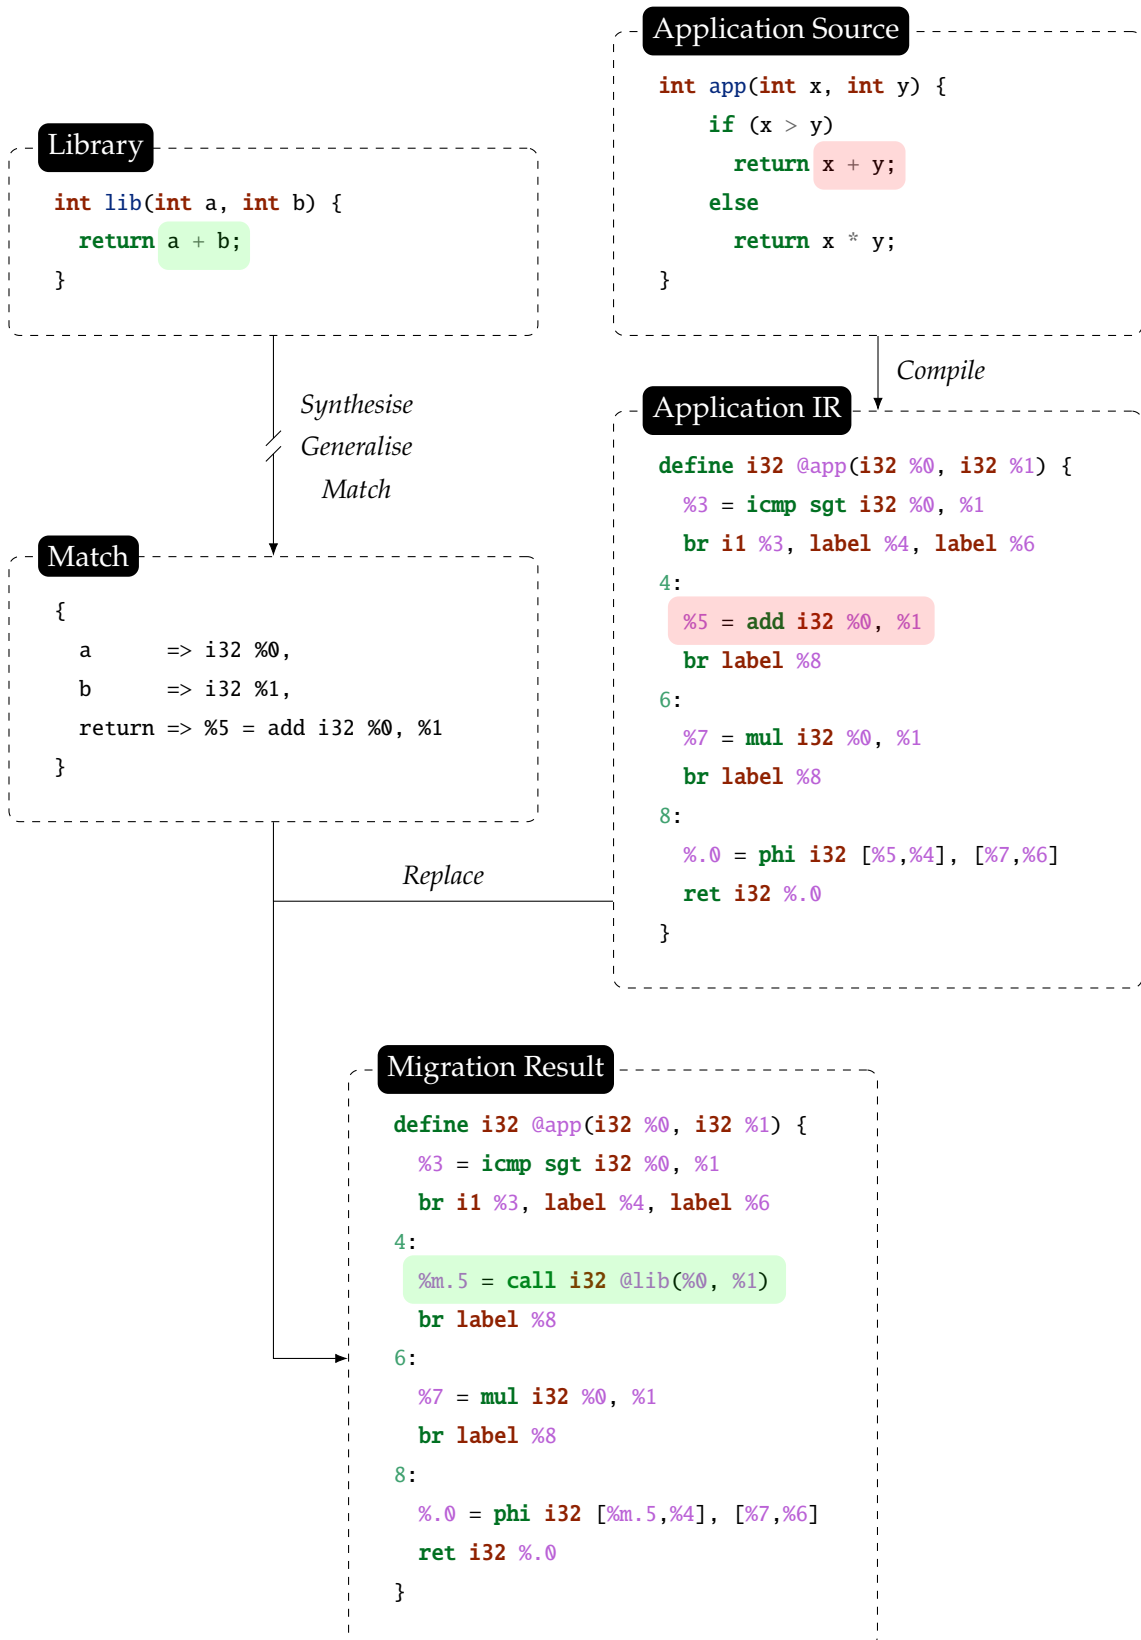 Application Source
int app(int x, int y) {
if (x > y)
return x + y;
else
return x * y;
}
Library
int lib(int a, int b) {
return a + b;
}
Synthesise
Generalise
Match
Compile
Application IR
define i32 @app(i32 %0, i32 %1) {
%3 = icmp sgt i32 %0, %1
br i1 %3, label %4, label %6
4:
%5 = add i32 %0, %1
br label %8
6:
%7 = mul i32 %0, %1
br label %8
8:
%.0 = phi i32 [%5,%4], [%7,%6]
ret i32 %.0
}
Match
{
a => i32 %0,
b => i32 %1,
return => %5 = add i32 %0, %1
}
Replace
Migration Result
define i32 @app(i32 %0, i32 %1) {
%3 = icmp sgt i32 %0, %1
br i1 %3, label %4, label %6
4:
%m.5 = call i32 @lib(%0, %1)
br label %8
6:
%7 = mul i32 %0, %1
br label %8
8:
%.0 = phi i32 [%m.5,%4], [%7,%6]
ret i32 %.0
}